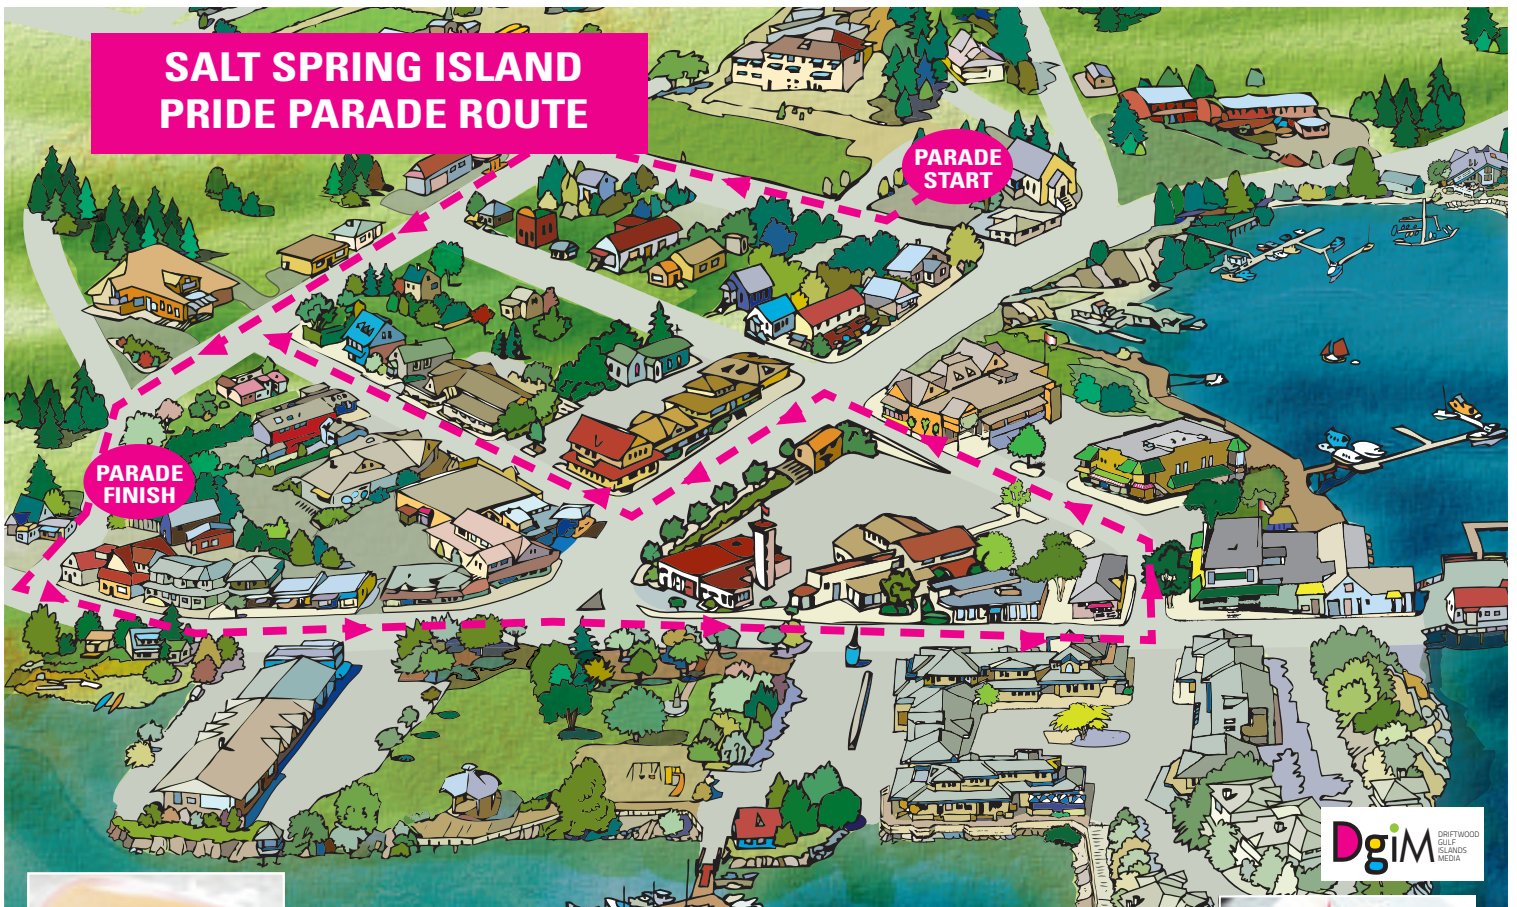 SALT SPRING ISLAND
PRIDE PARADE ROUTE
PARADE
START
PARADE
FINISH
DgiM
DRIFTWOOD
GULF
ISLANDS
MEDIA